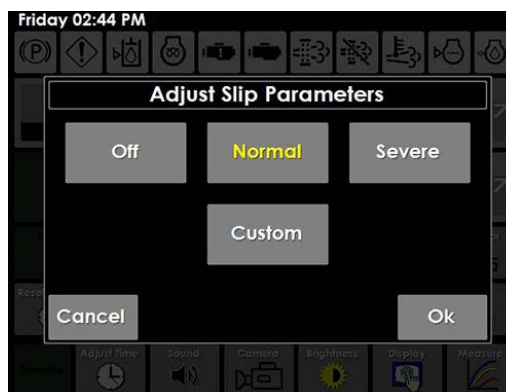 Friday 02:44 PM
Adjust Slip Parameters
Off
Normal
Severe
Custom
Cancel
Ok
Adjust Time
Sound
Camera
Brightness
Display
Measure
Override